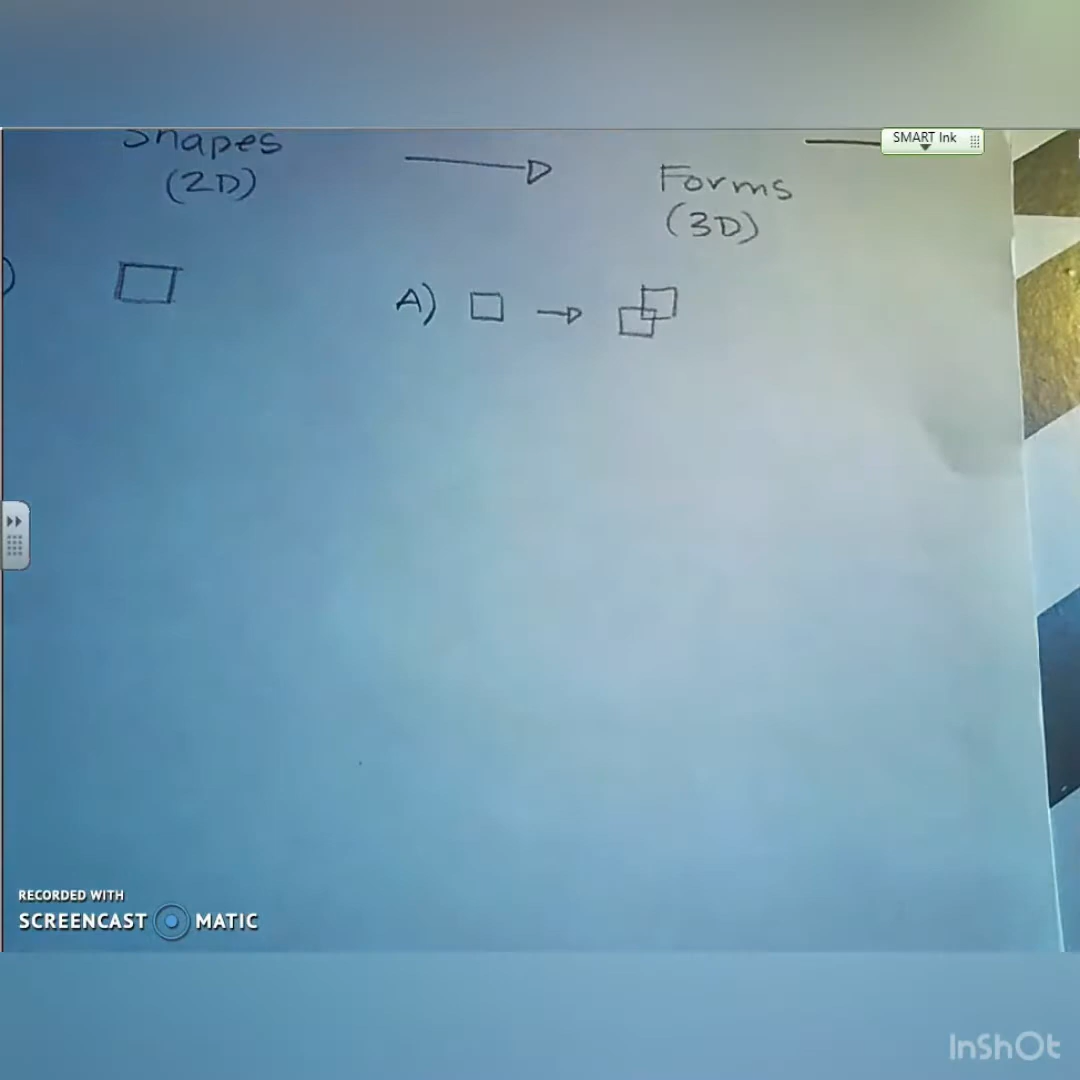 Shapes
(2D)
Forms
(3D)
SMART Ink
)
A)
RECORDED WITH
SCREENCAST MATIC
InShOt